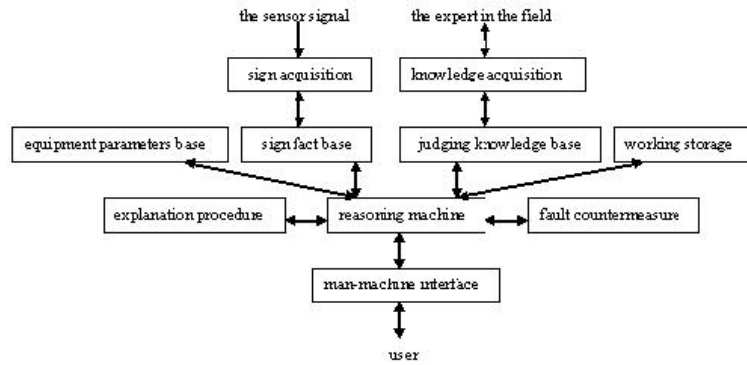 the sensor signal
the expert in the field
sign acquisition
knowledge acquisition
equipment parameters base
sign fact base
judging knowledge base
working storage
explanation procedure
reasoning machine
fault countermeasure
man-machine interface
user